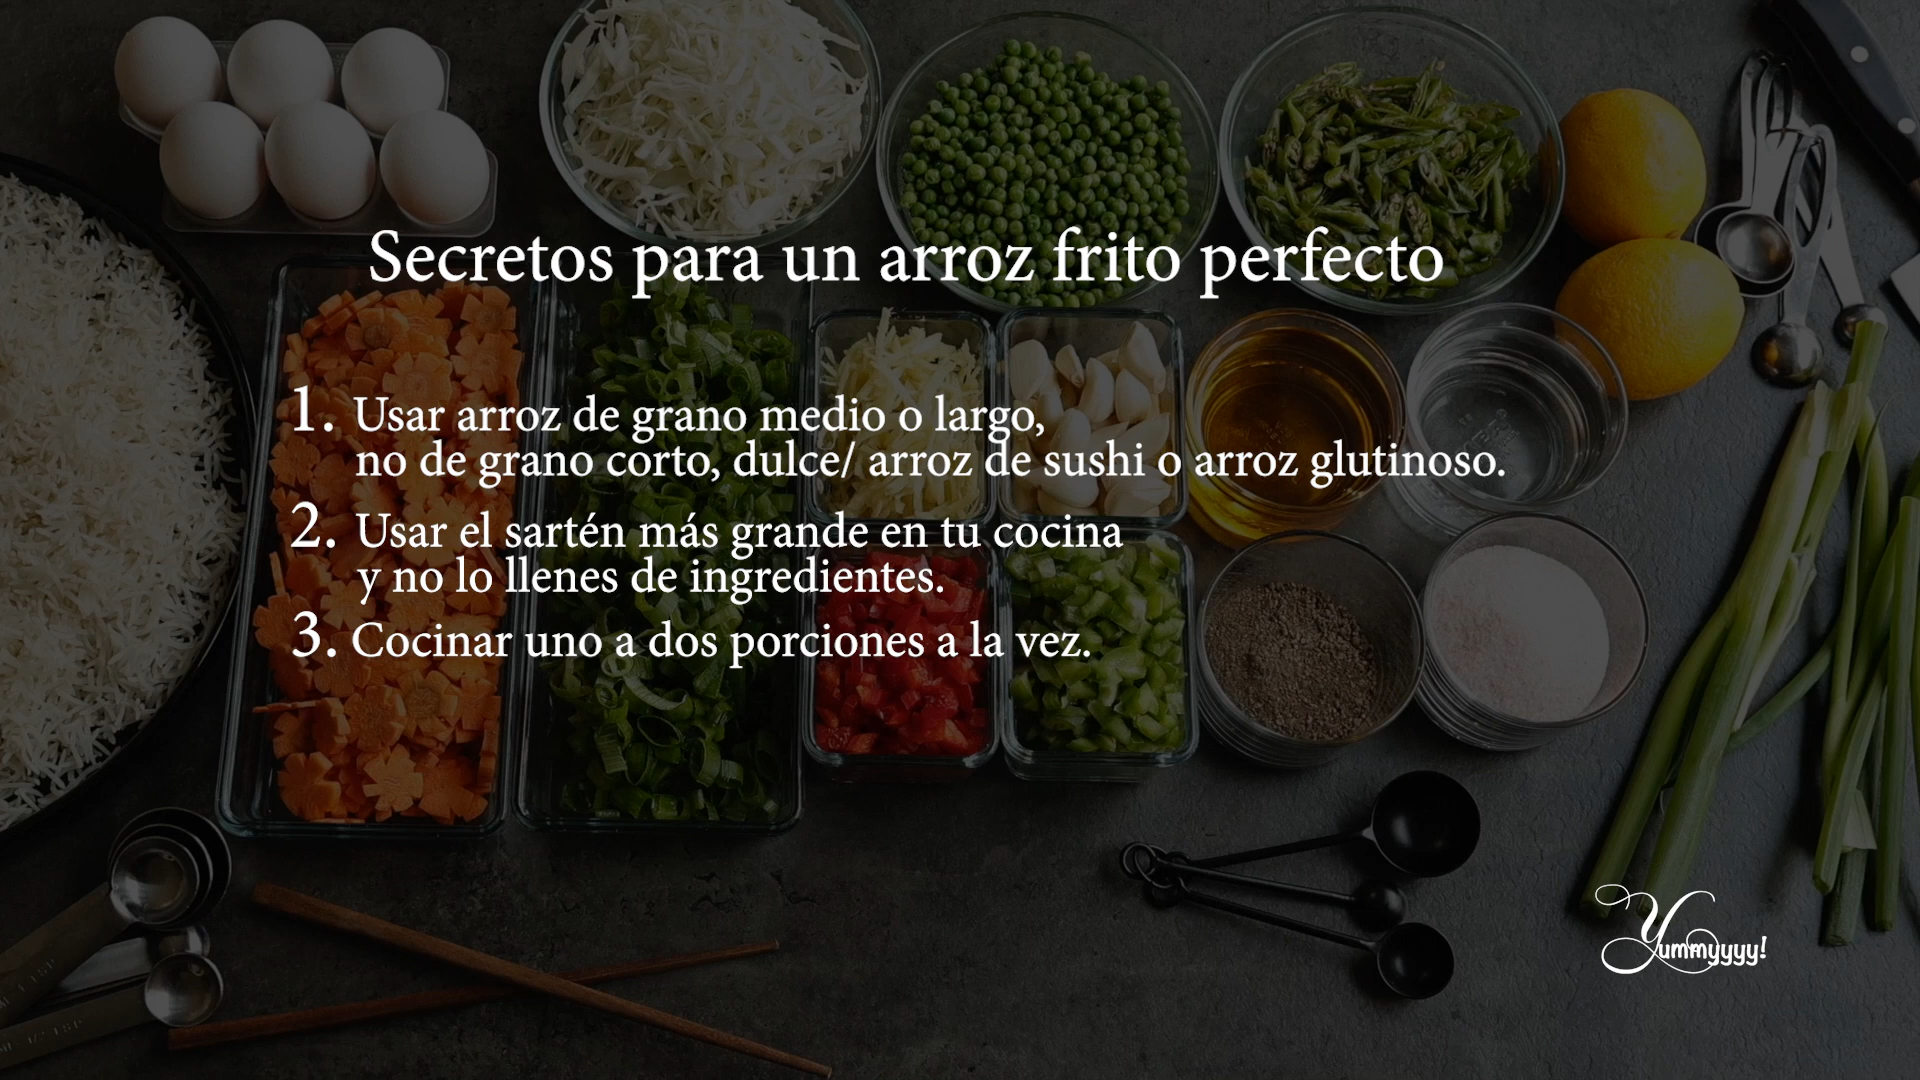 Secretos para un arroz frito perfecto
1. Usar arroz de grano medio o largo,
no de grano corto, dulce/ arroz de sushi o arroz glutinoso.
2. Usar el sartén más grande en tu cocina
y no lo llenes de ingredientes.
3. Cocinar uno a dos porciones a la vez.
Yummyyyy!